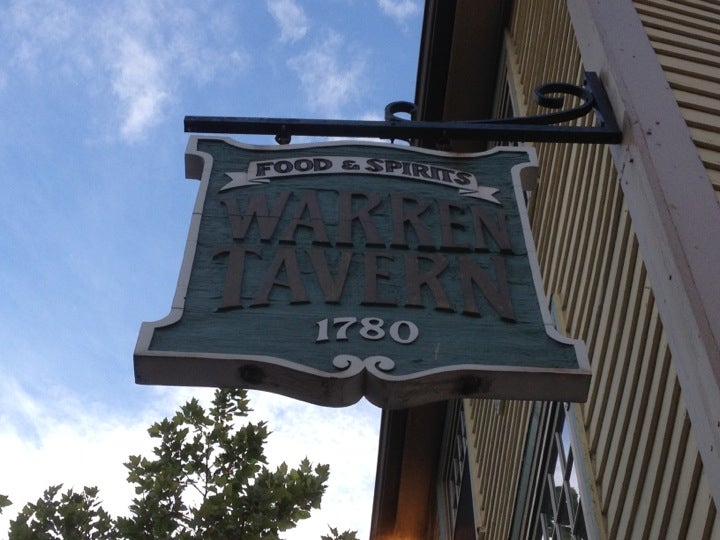 FOOD & SPIRITS
WARREN
TAVERN
1780